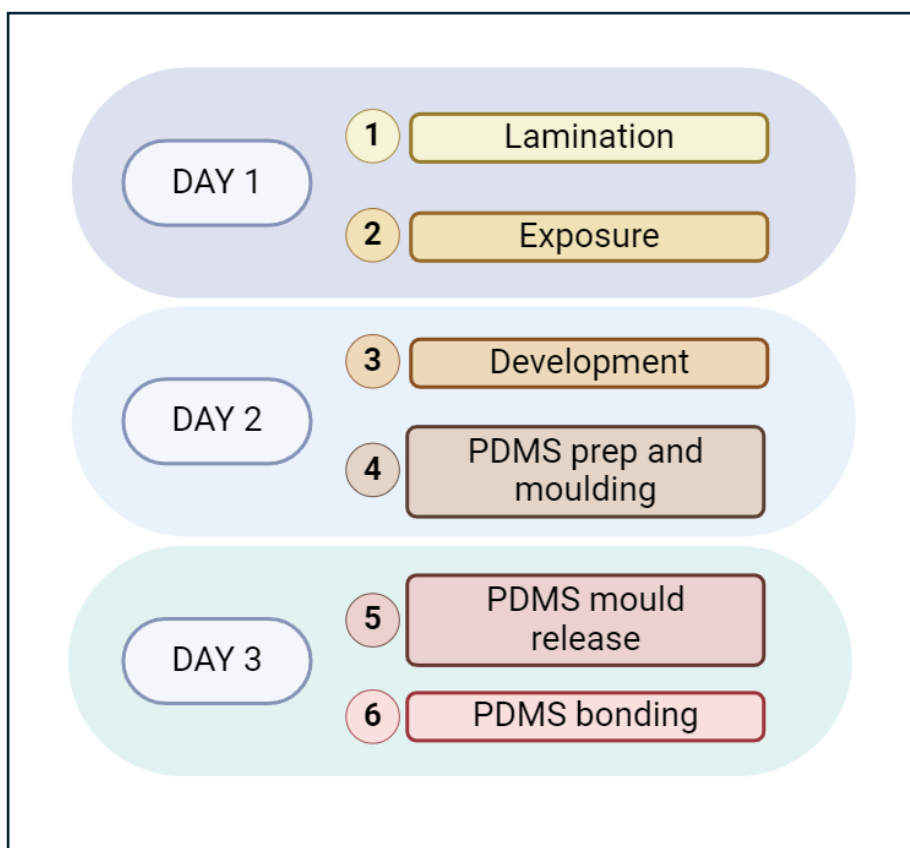 DAY 1
1
Lamination
2
Exposure
DAY 2
3
Development
4
PDMS prep and
moulding
DAY 3
5
PDMS mould
release
6
PDMS bonding